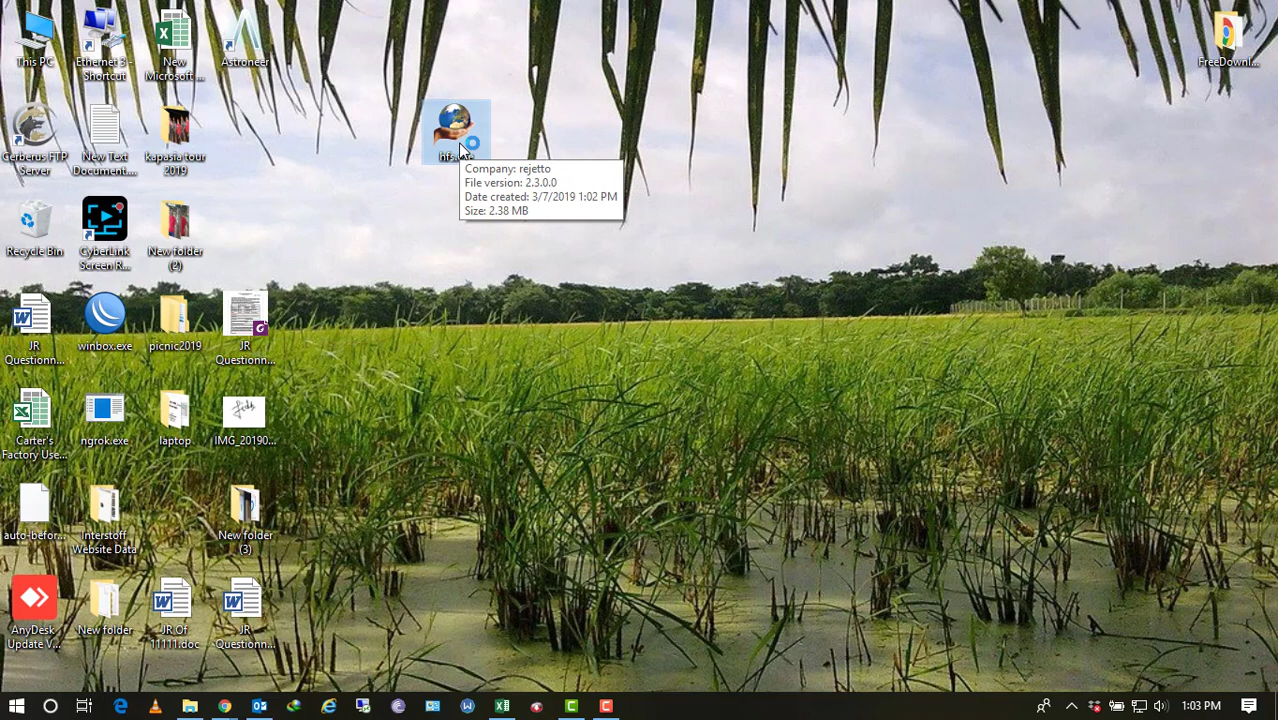 This PC
Ethernet 3 -
Shortcut
New
Microsoft ...
Astroneer
FreeDownl...
Cerberus FTP
Server
New Text
Document....
kapasia tour
2019
Company: rejetto
File version: 2.3.0.0
Date created: 3/7/2019 1:02 PM
Size: 2.38 MB
Recycle Bin
CyberLink
Screen R...
New folder
(2)
JR
Questionn...
winbox.exe
picnic2019
JR
Questionn...
Carter's
Factory Use...
ngrok.exe
laptop
IMG_20190...
auto-befor...
Interstoff
Website Data
New folder
(3)
AnyDesk
Update V...
New folder
JR Of
11111.doc
JR
Questionn...
1:03 PM